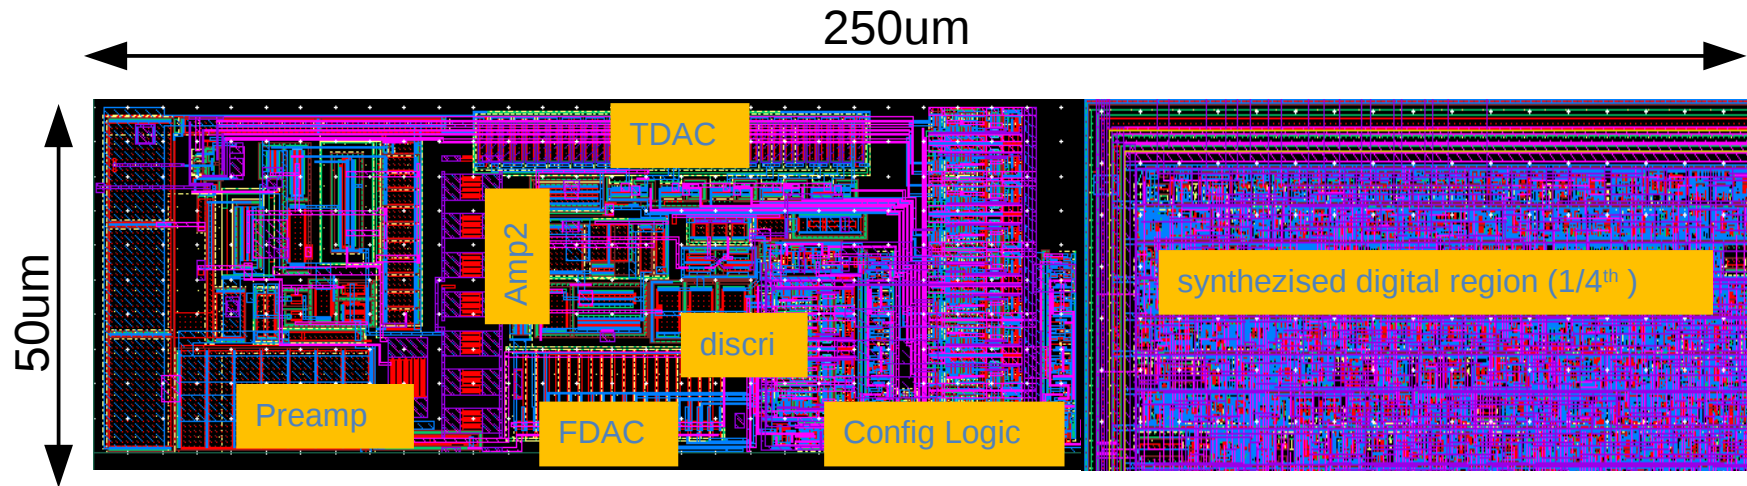 250um
50um
TDAC
Amp2
synthezised digital region (1/4th )
discri
Preamp
FDAC
Config Logic